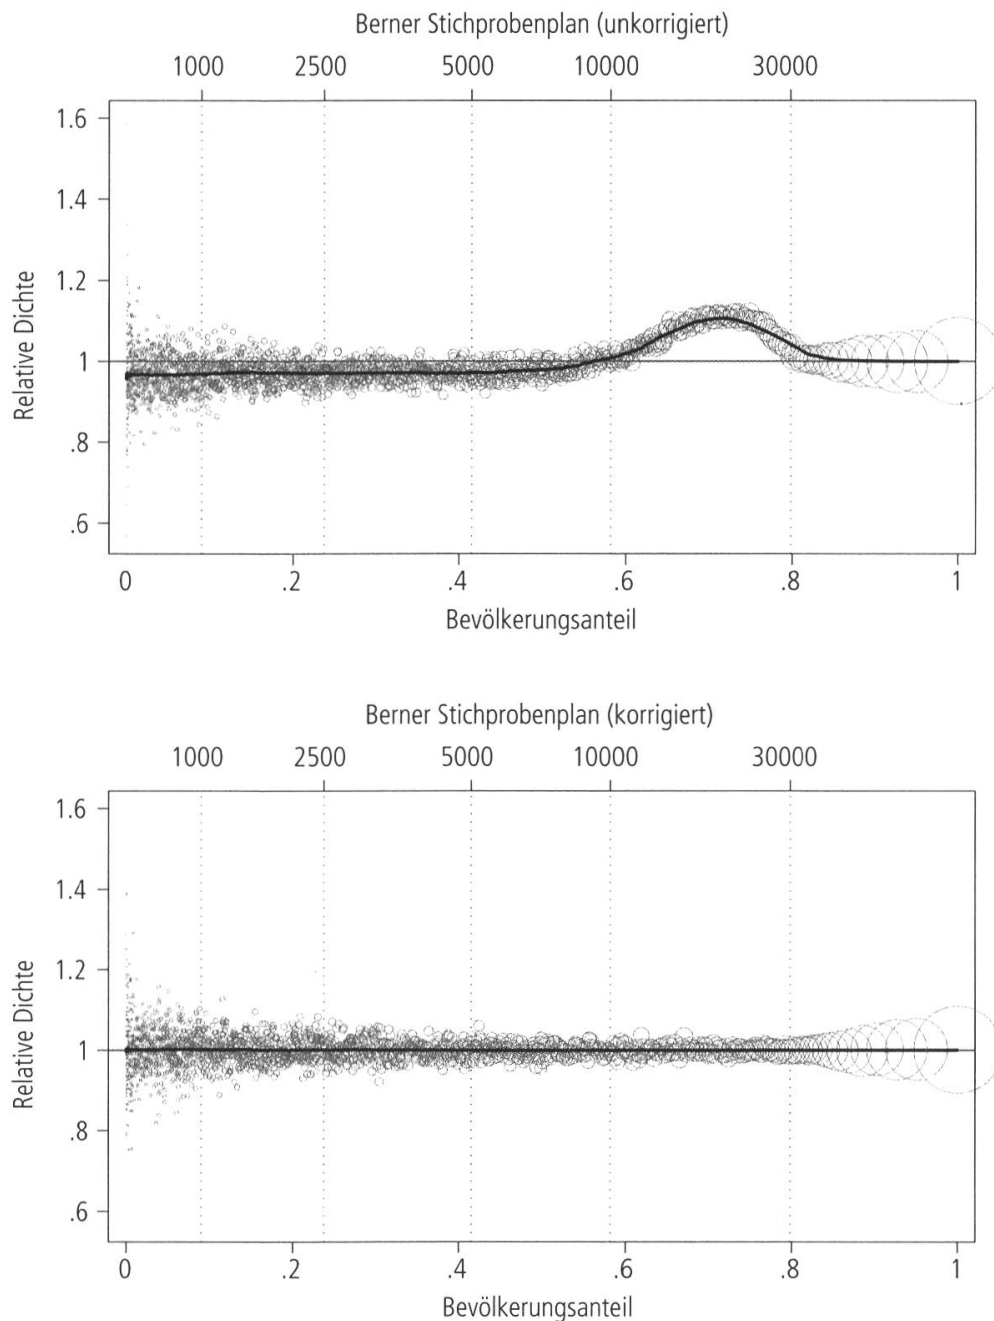 Berner Stichprobenplan (unkorrigiert)
1000 2500 5000 10000 30000
1.6
1.4
1.2
1
.8
.6
Relative Dichte
0 .2 .4 .6 .8 1
Bevölkerungsanteil
Berner Stichprobenplan (korrigiert)
1000 2500 5000 10000 30000
1.6
1.4
1.2
1
.8
.6
Relative Dichte
0 .2 .4 .6 .8 1
Bevölkerungsanteil